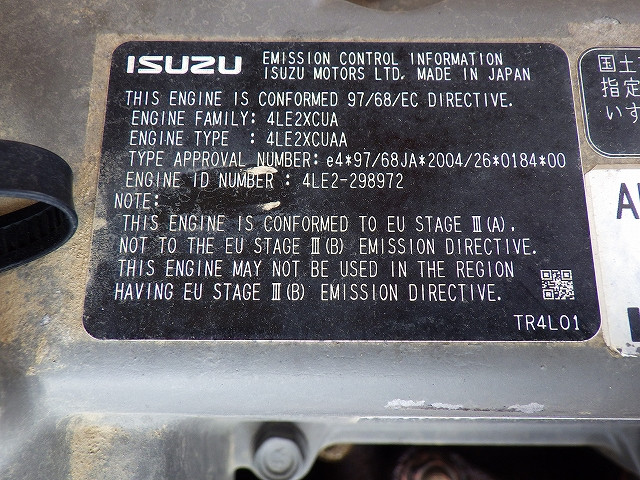 ISUZU EMISSION CONTROL INFORMATION
ISUZU MOTORS LTD. MADE IN JAPAN
THIS ENGINE IS CONFORMED 97/68/EC DIRECTIVE.
ENGINE FAMILY: 4LE2XCUA
ENGINE TYPE : 4LE2XCUAA
TYPE APPROVAL NUMBER: e4*97/68JA*2004/26*0184*00
ENGINE ID NUMBER : 4LE2-298972
NOTE:
THIS ENGINE IS CONFORMED TO EU STAGE Ⅲ(A),
NOT TO THE EU STAGE Ⅲ(B) EMISSION DIRECTIVE.
THIS ENGINE MAY NOT BE USED IN THE REGION
HAVING EU STAGE Ⅲ(B) EMISSION DIRECTIVE.
TR4L01
国土
指定
いす